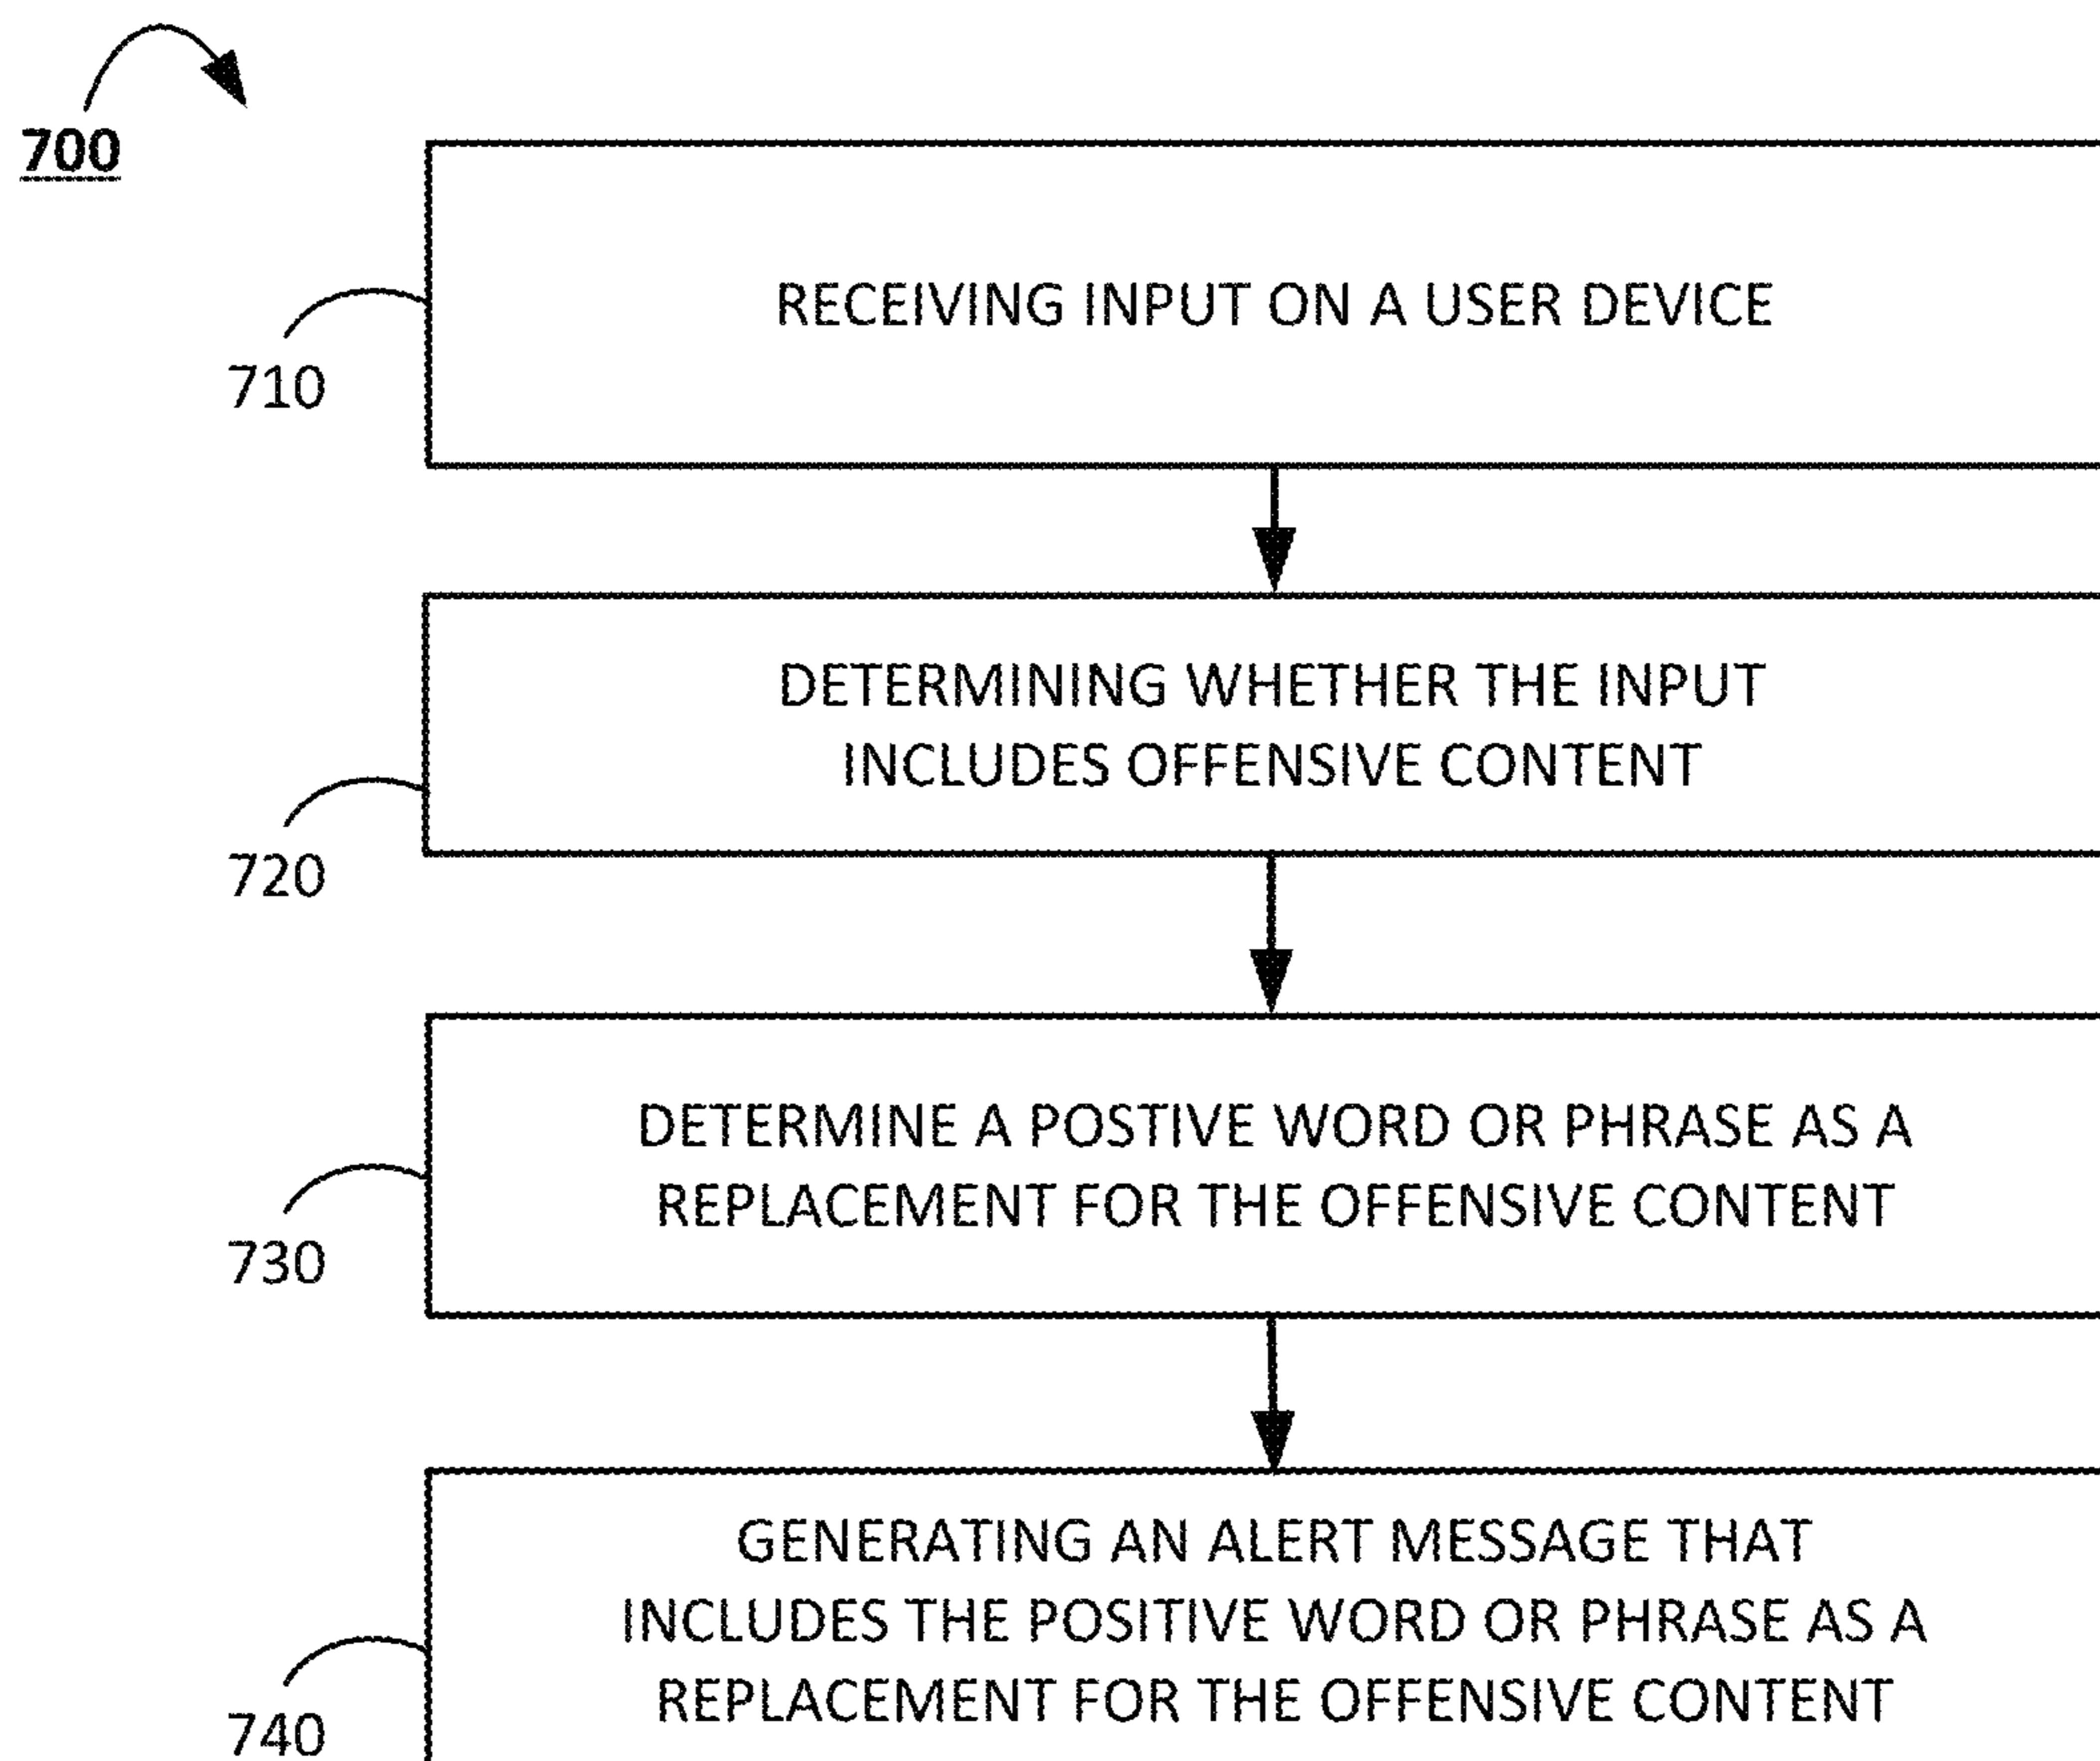 700
RECEIVING INPUT ON A USER DEVICE
710
DETERMINING WHETHER THE INPUT
INCLUDES OFFENSIVE CONTENT
720
DETERMINE A POSTIVE WORD OR PHRASE AS A
REPLACEMENT FOR THE OFFENSIVE CONTENT
730
GENERATING AN ALERT MESSAGE THAT
INCLUDES THE POSITIVE WORD OR PHRASE AS A
REPLACEMENT FOR THE OFFENSIVE CONTENT
740